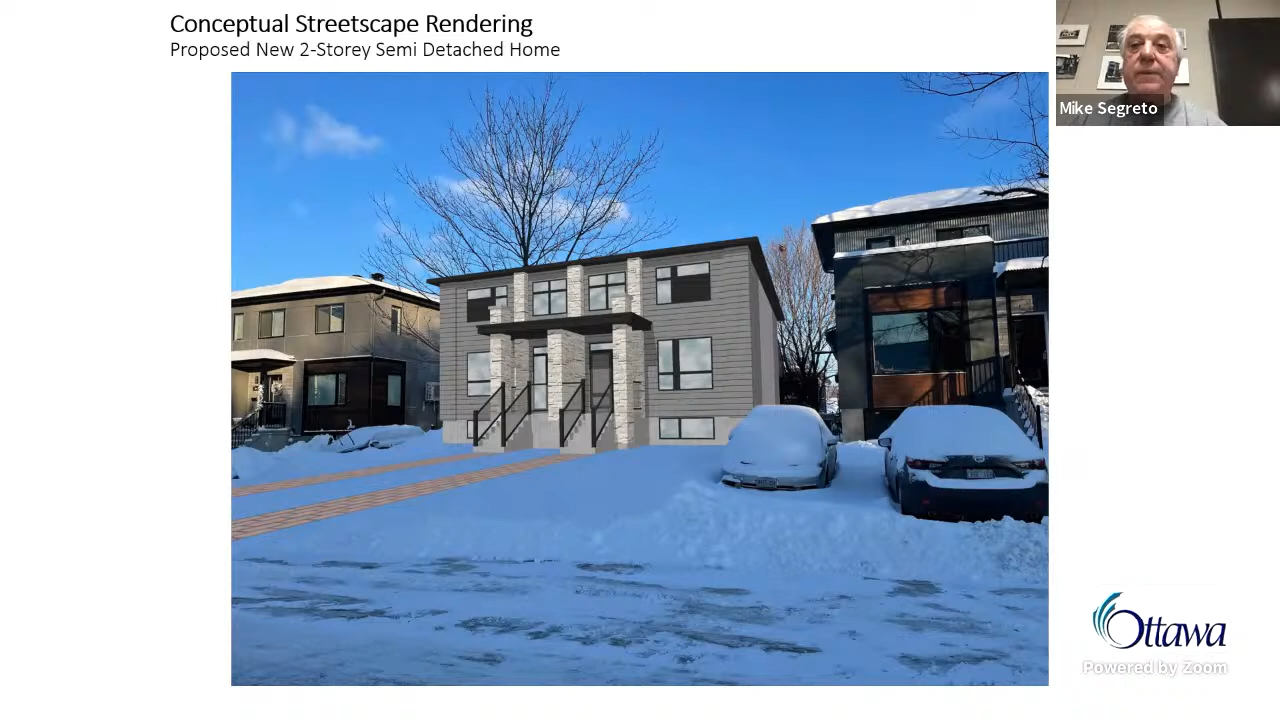 Conceptual Streetscape Rendering
Proposed New 2-Storey Semi Detached Home
Mike Segreto
Ottawa
Powered by Zoom